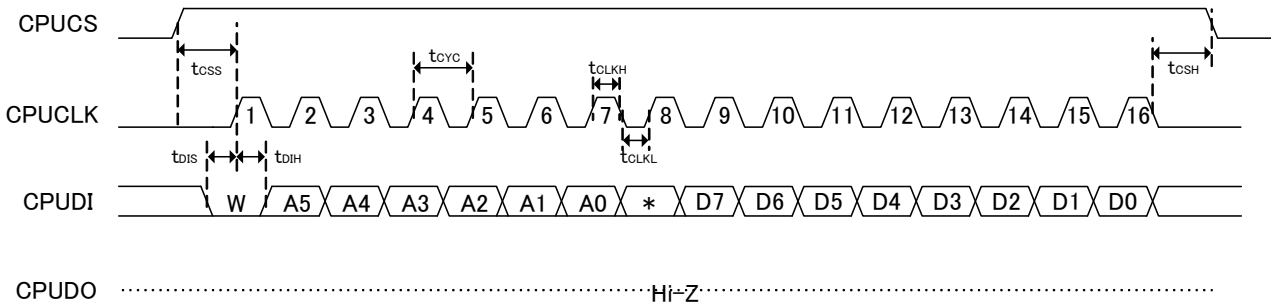 CPUCS
tCSS tCYC tCLKH tCSH
CPUCLK 1 2 3 4 5 6 7 8 9 10 11 12 13 14 15 16
tDIS tDIH tCLKL
CPUDI W A5 A4 A3 A2 A1 A0 * D7 D6 D5 D4 D3 D2 D1 D0
CPUDO Hi-Z